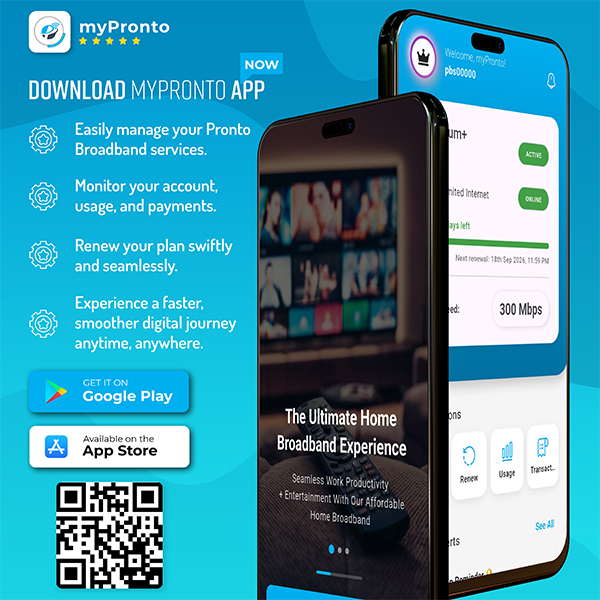 myPronto
NOW
DOWNLOAD MYPRONTO APP
Easily manage your Pronto
Broadband services.
Monitor your account,
usage, and payments.
Renew your plan swiftly
and seamlessly.
Experience a faster,
smoother digital journey
anytime, anywhere.
GET IT ON
Google Play
Available on the
App Store
The Ultimate Home
Broadband Experience
Seamless Work Productivity
+ Entertainment With Our Affordable
Home Broadband
Welcome, myPronto!
pbs00000
um+
ACTIVE
mited Internet
ONLINE
ays left
Next renewal: 18th Sep 2026, 11:59 PM
eed:
300 Mbps
ons
Renew
Usage
Transact...
See All
erts
n Reminder